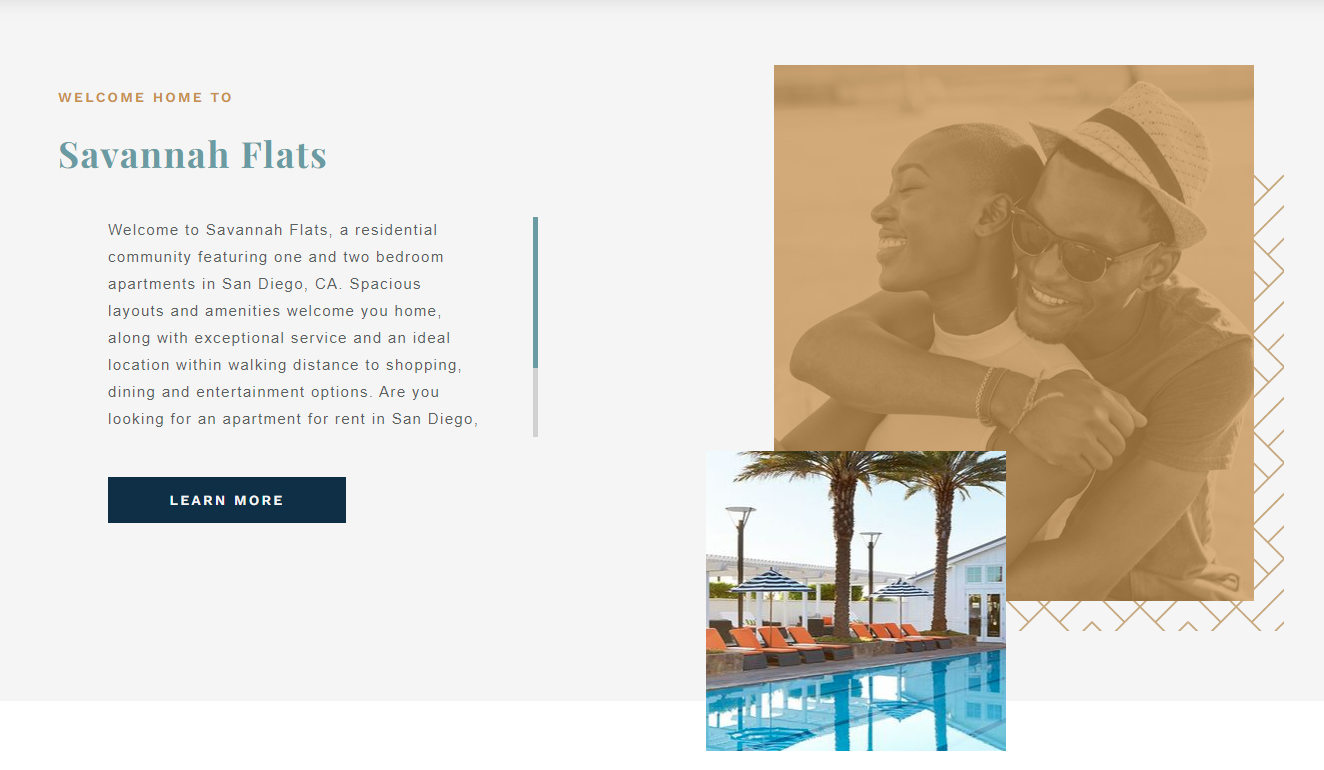 WELCOME HOME TO
Savannah Flats
Welcome to Savannah Flats, a residential
community featuring one and two bedroom
apartments in San Diego, CA. Spacious
layouts and amenities welcome you home,
along with exceptional service and an ideal
location within walking distance to shopping,
dining and entertainment options. Are you
looking for an apartment for rent in San Diego,
LEARN MORE